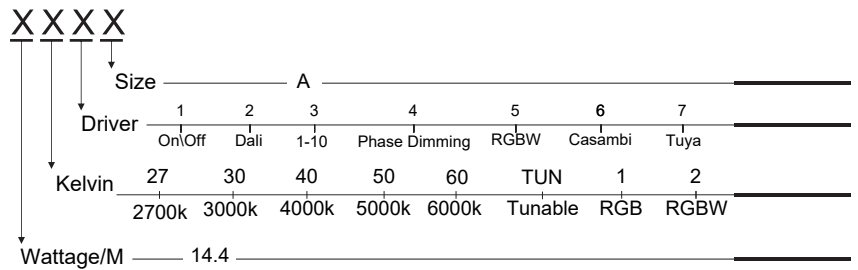 X X X X
Size A
1 2 3 4 5 6 7
Driver
On\Off Dali 1-10 Phase Dimming RGBW Casambi Tuya
27 30 40 50 60 TUN 1 2
Kelvin
2700k 3000k 4000k 5000k 6000k Tunable RGB RGBW
Wattage/M 14.4